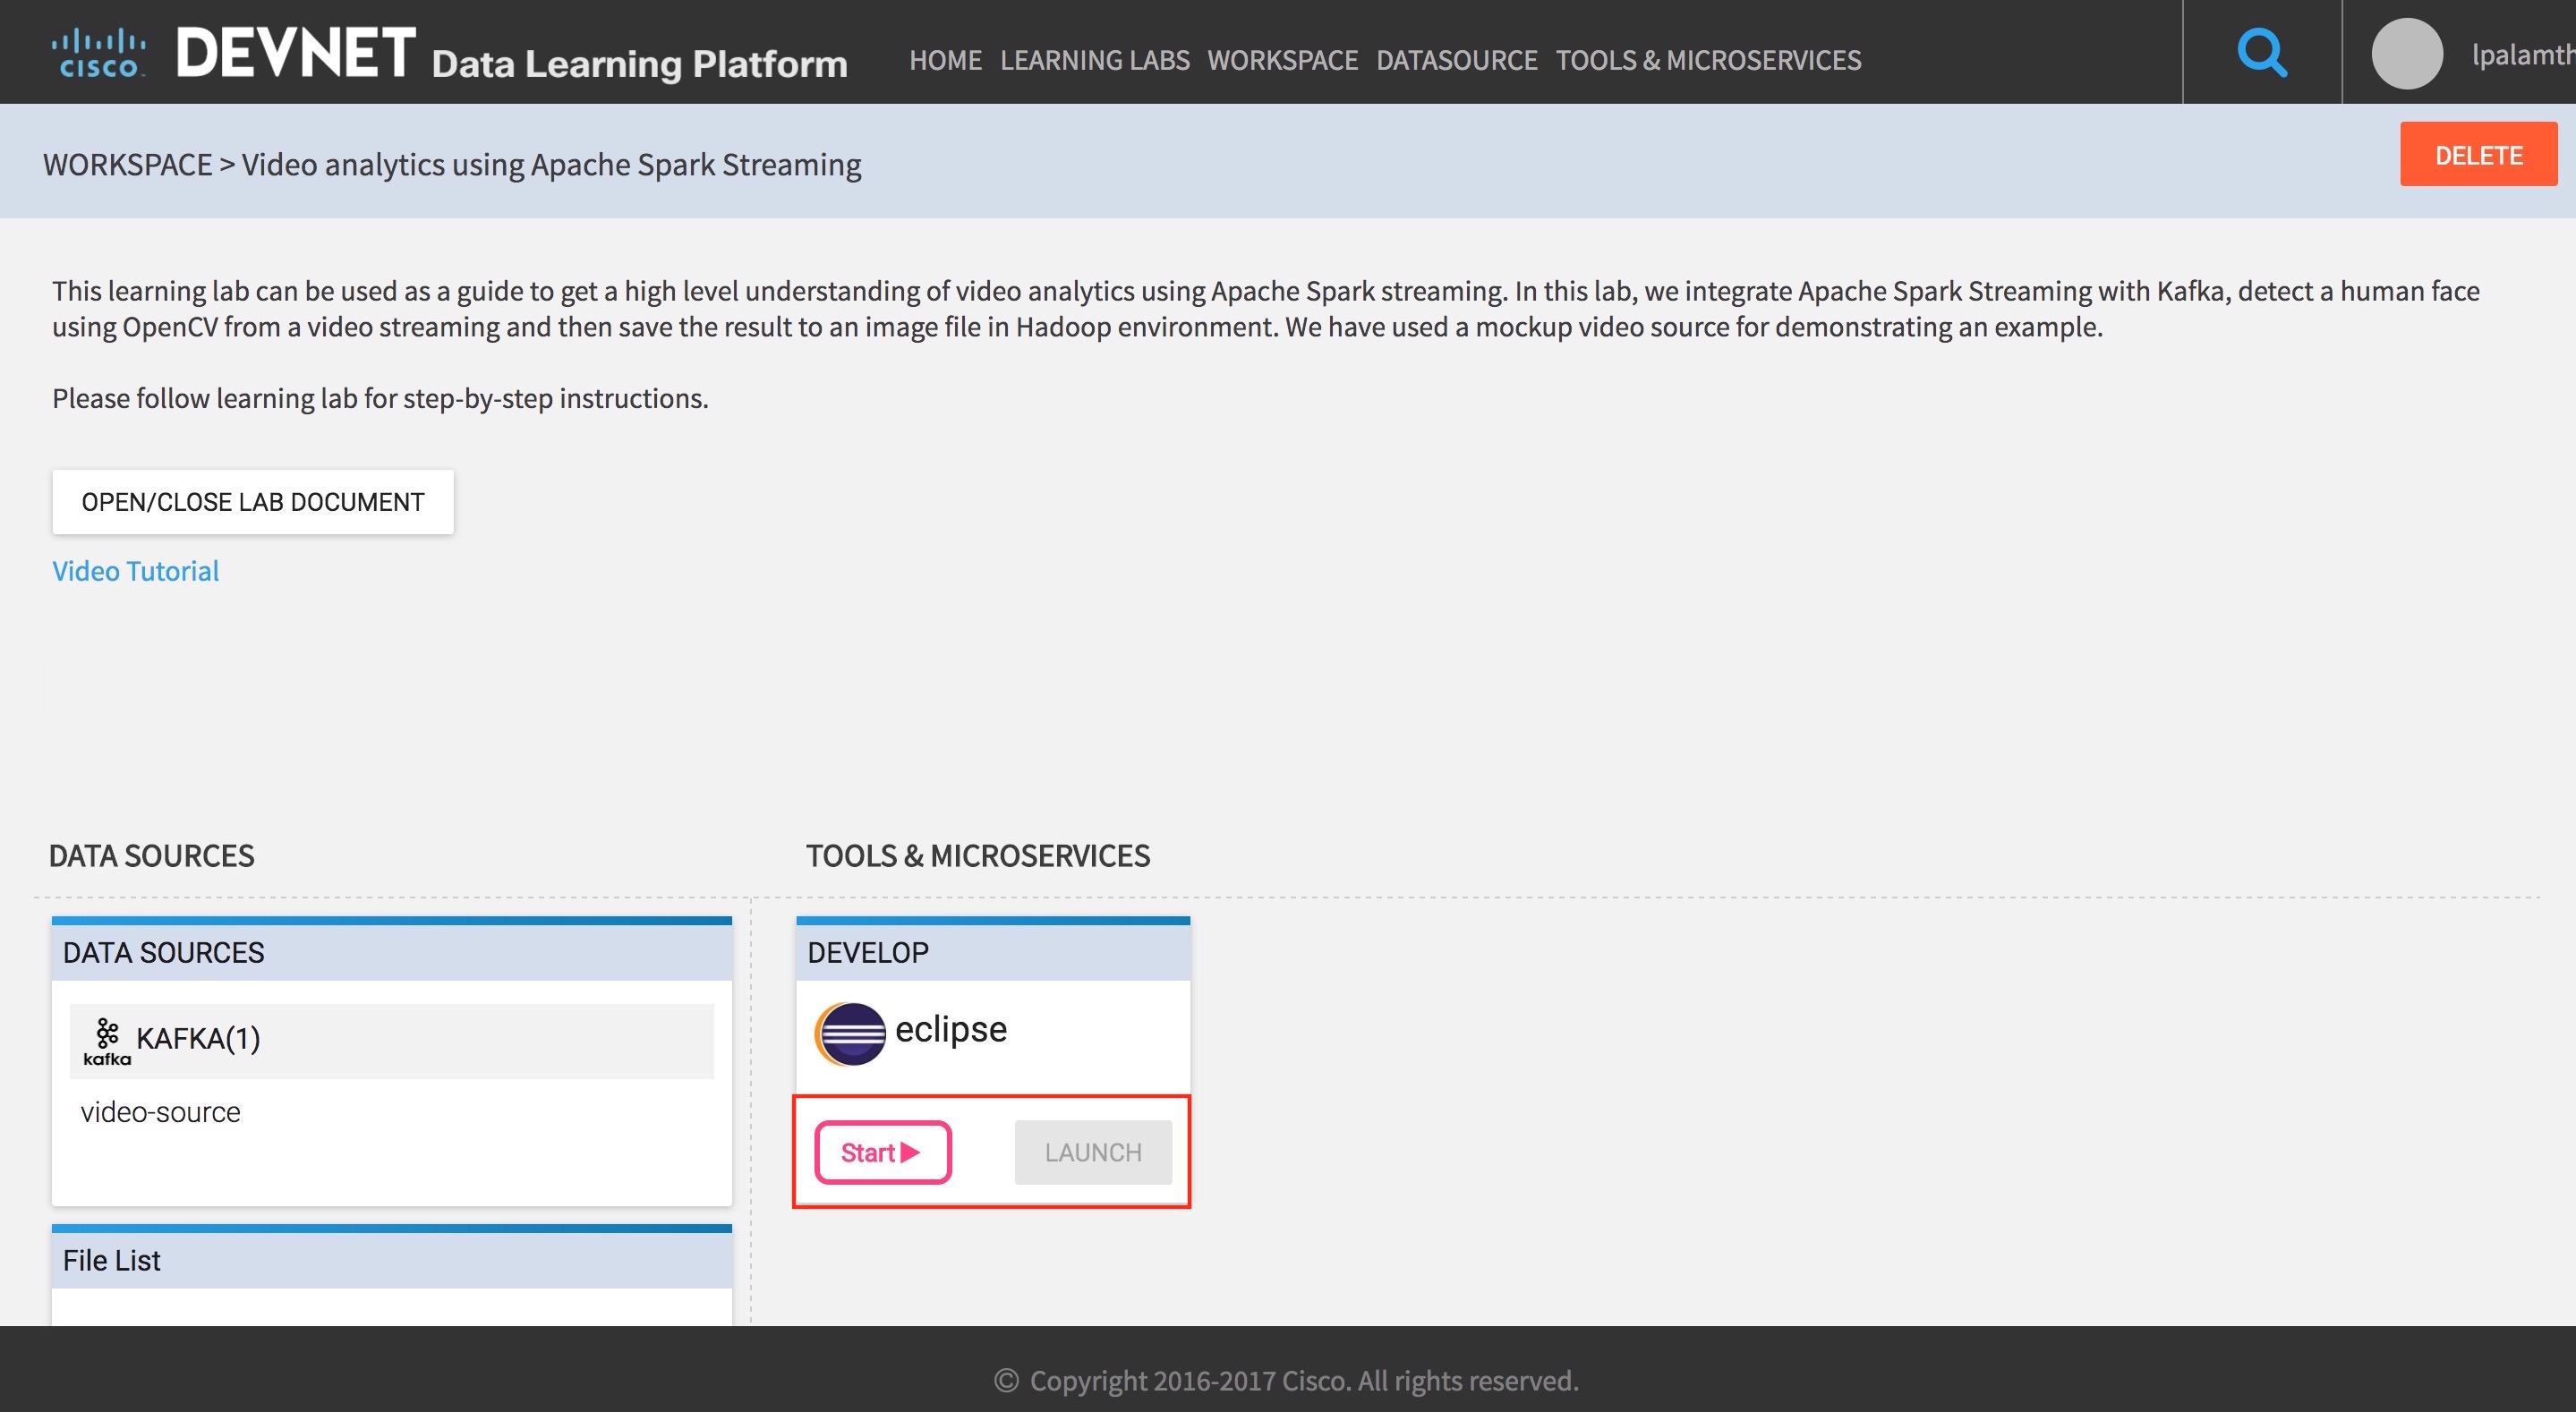 CISCO DEVNET Data Learning Platform HOME LEARNING LABS WORKSPACE DATASOURCE TOOLS & MICROSERVICES lpalamth
WORKSPACE > Video analytics using Apache Spark Streaming DELETE
This learning lab can be used as a guide to get a high level understanding of video analytics using Apache Spark streaming. In this lab, we integrate Apache Spark Streaming with Kafka, detect a human face
using OpenCV from a video streaming and then save the result to an image file in Hadoop environment. We have used a mockup video source for demonstrating an example.
Please follow learning lab for step-by-step instructions.
OPEN/CLOSE LAB DOCUMENT
Video Tutorial
DATA SOURCES
TOOLS & MICROSERVICES
DATA SOURCES
kafka KAFKA(1)
video-source
File List
DEVELOP
eclipse
Start LAUNCH
© Copyright 2016-2017 Cisco. All rights reserved.